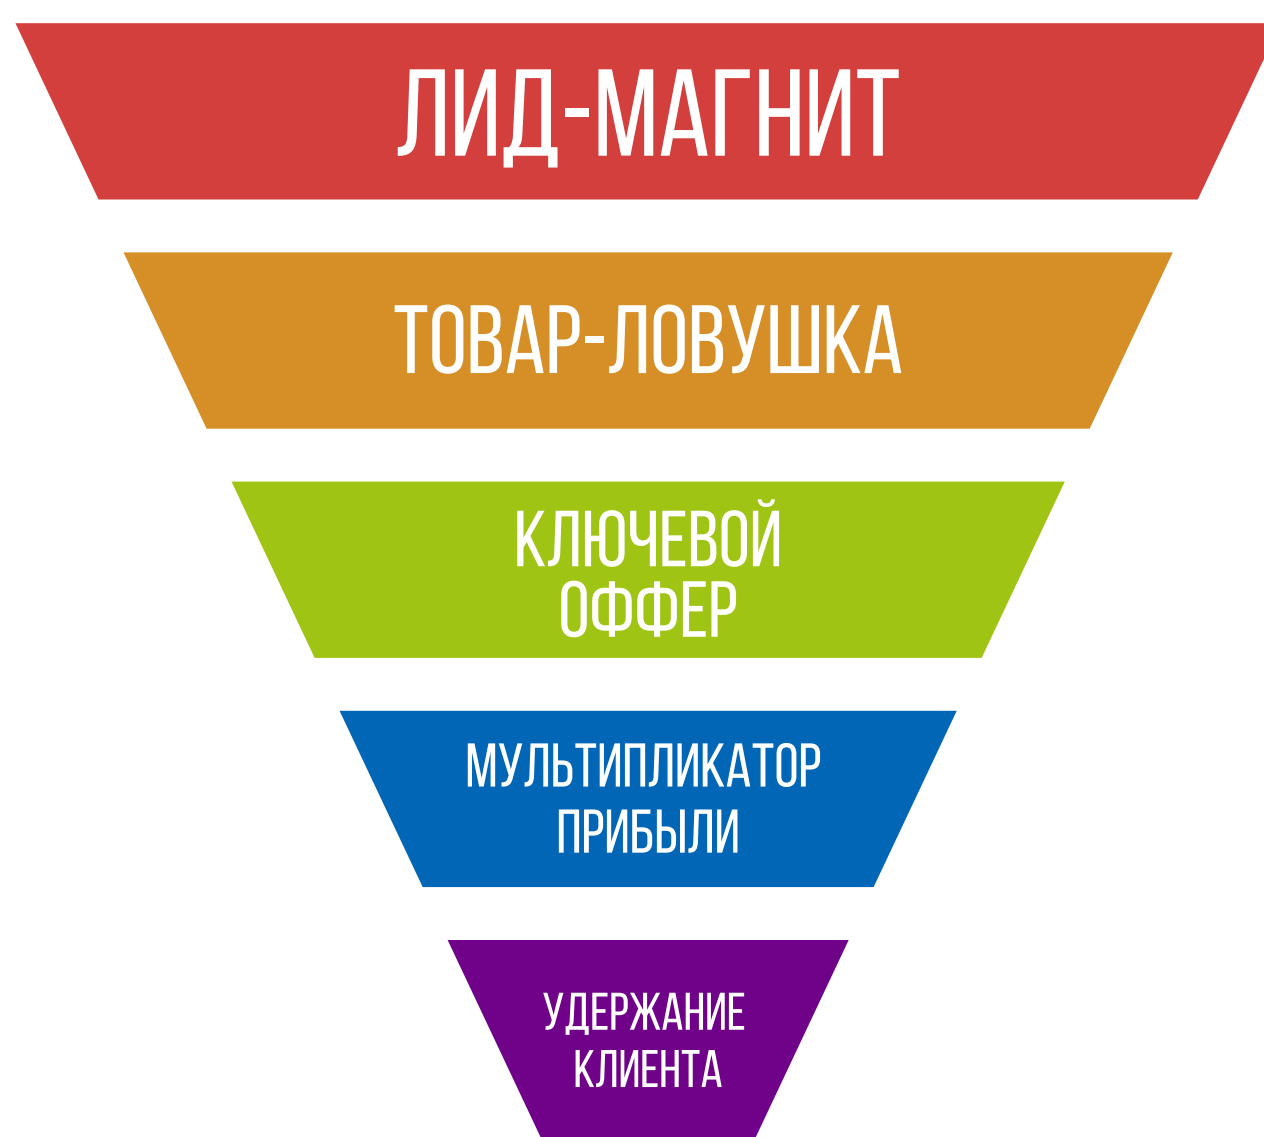 ЛИД-МАГНИТ
ТОВАР-ЛОВУШКА
КЛЮЧЕВОЙ
ОФФЕР
МУЛЬТИПЛИКАТОР
ПРИБЫЛИ
УДЕРЖАНИЕ
КЛИЕНТА